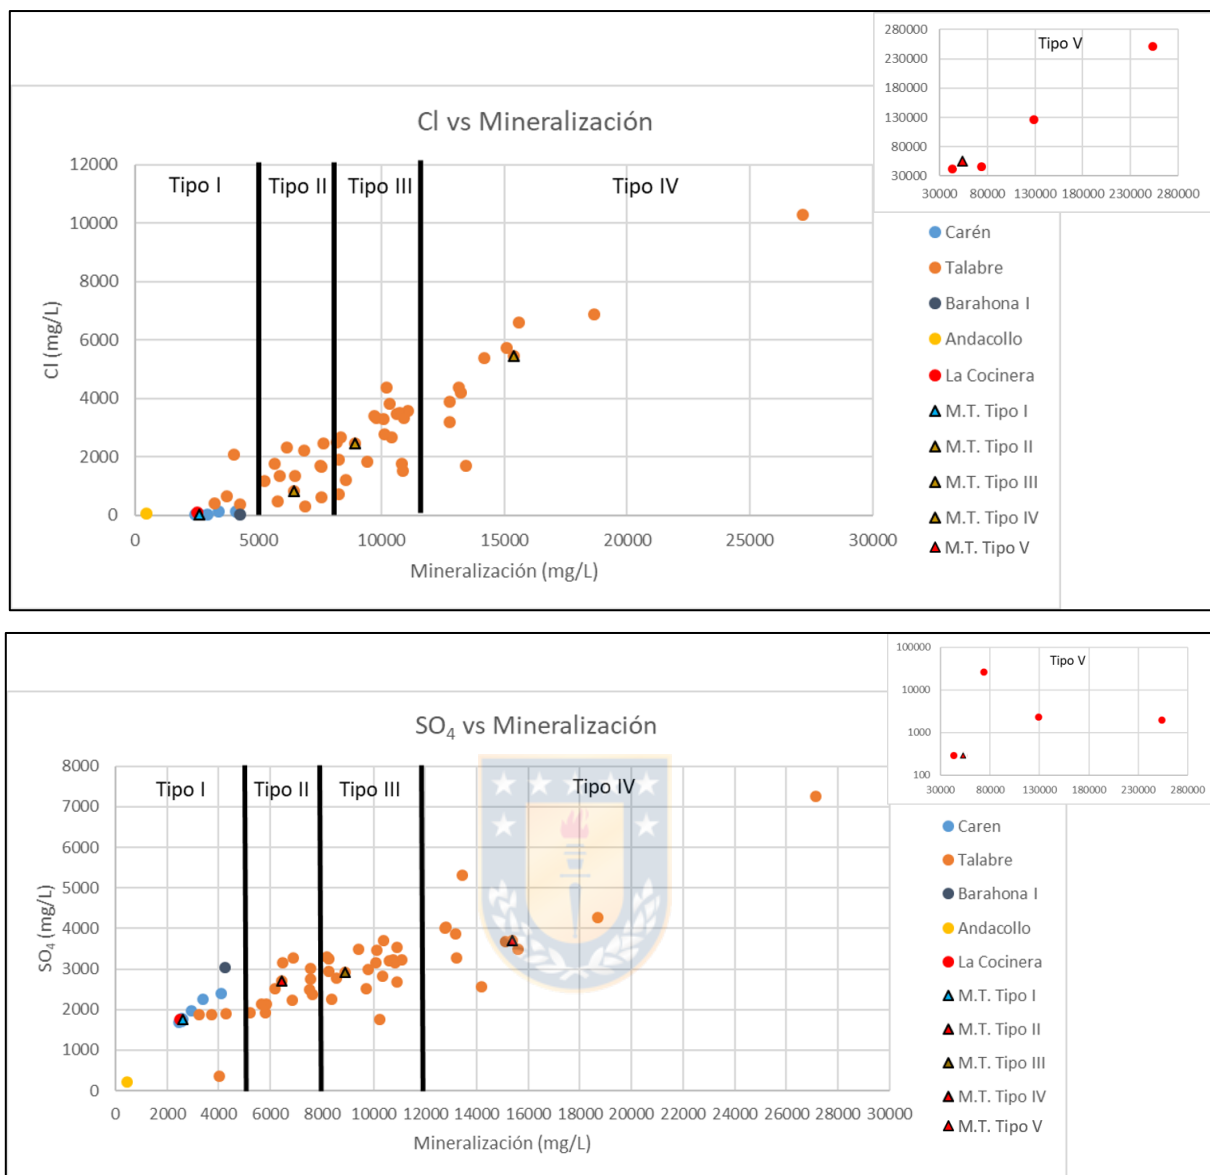 Cl vs Mineralización
Tipo I
Tipo II
Tipo III
Tipo IV
12000
10000
8000
6000
4000
2000
0
Cl (mg/L)
0 5000 10000 15000 20000 25000 30000
Mineralización (mg/L)
Tipo V
280000
230000
180000
130000
80000
30000
30000 80000 130000 180000 230000 280000
Carén
Talabre
Barahona I
Andacollo
La Cocinera
M.T. Tipo I
M.T. Tipo II
M.T. Tipo III
M.T. Tipo IV
M.T. Tipo V
SO₄ vs Mineralización
Tipo I
Tipo II
Tipo III
Tipo IV
8000
7000
6000
5000
4000
3000
2000
1000
0
SO₄ (mg/L)
0 2000 4000 6000 8000 10000 12000 14000 16000 18000 20000 22000 24000 26000 28000 30000
Mineralización (mg/L)
Tipo V
100000
10000
1000
100
30000 80000 130000 180000 230000 280000
Caren
Talabre
Barahona I
Andacollo
La Cocinera
M.T. Tipo I
M.T. Tipo II
M.T. Tipo III
M.T. Tipo IV
M.T. Tipo V